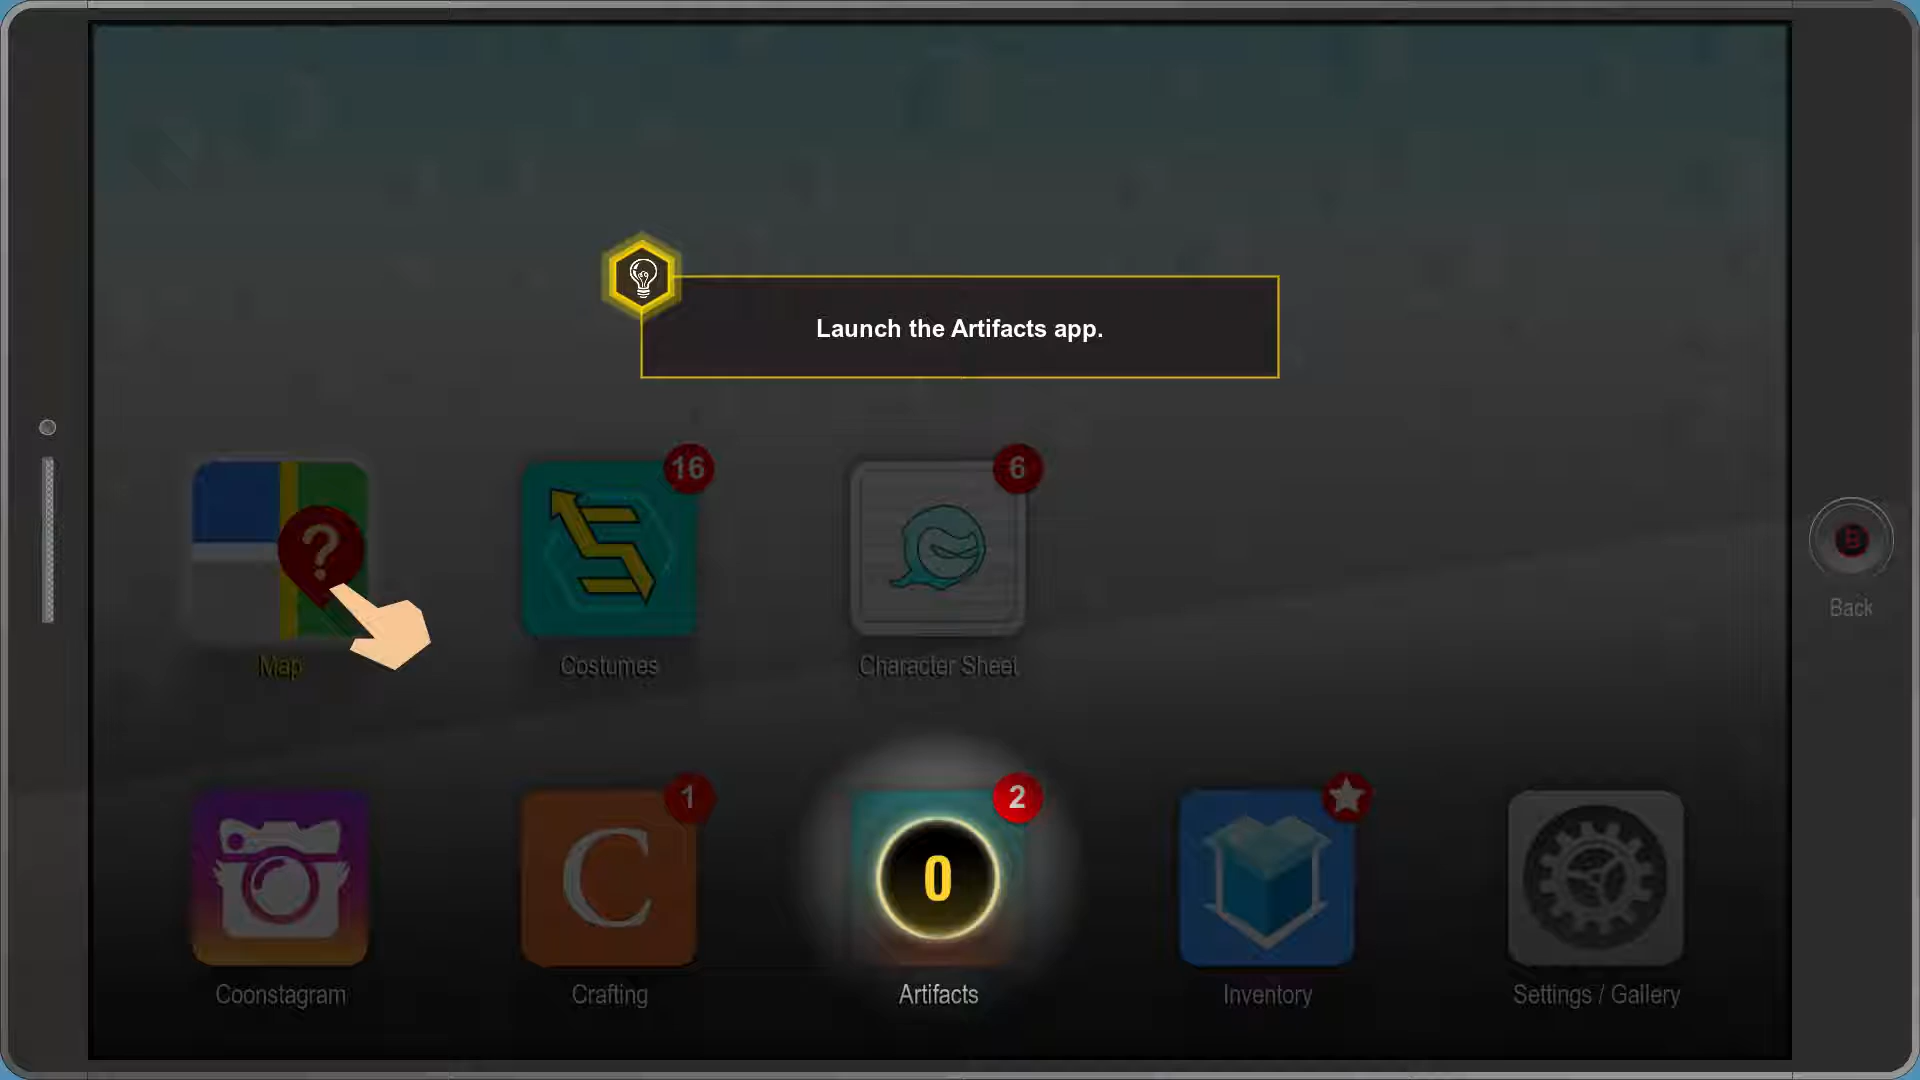 Launch the Artifacts app.
16
6
?
B
Map
Costumes
Character Sheet
Back
1
2
C
0
Coonstagram
Crafting
Artifacts
Inventory
Settings / Gallery